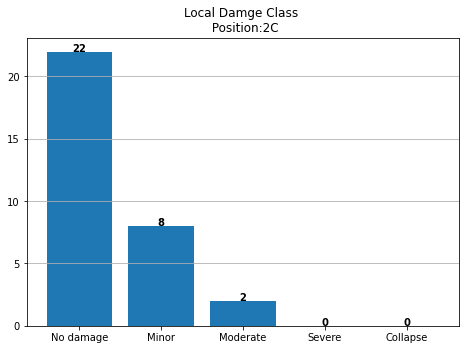 Local Damge Class
Position:2C
20
15
10
5
0
22
8
2
0
0
No damage
Minor
Moderate
Severe
Collapse